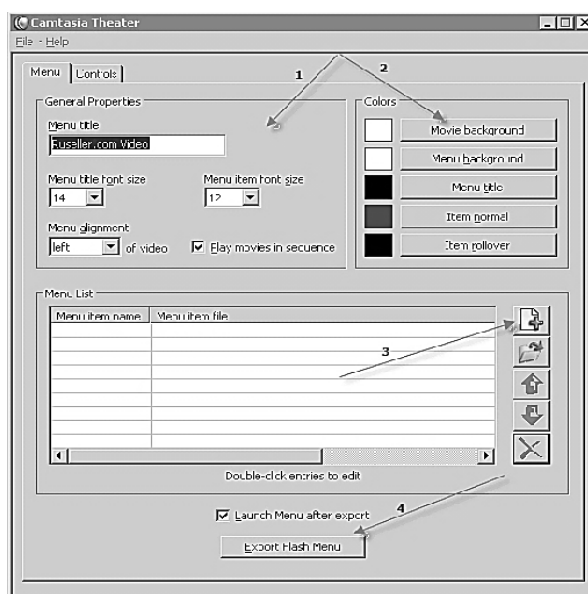 Camtasia Theater
File Help
Menu Controls
1 2
General Properties
Menu title
Ruseller.com Video
Menu title font size
14
Menu item font size
12
Menu alignment
left of video
Play movies in sequence
Colors
Movie background
Menu background
Menu title
Item normal
Item rollover
Menu List
Menu item name Menu item file
3
Double-click entries to edit
4
Launch Menu after export
Export Flash Menu